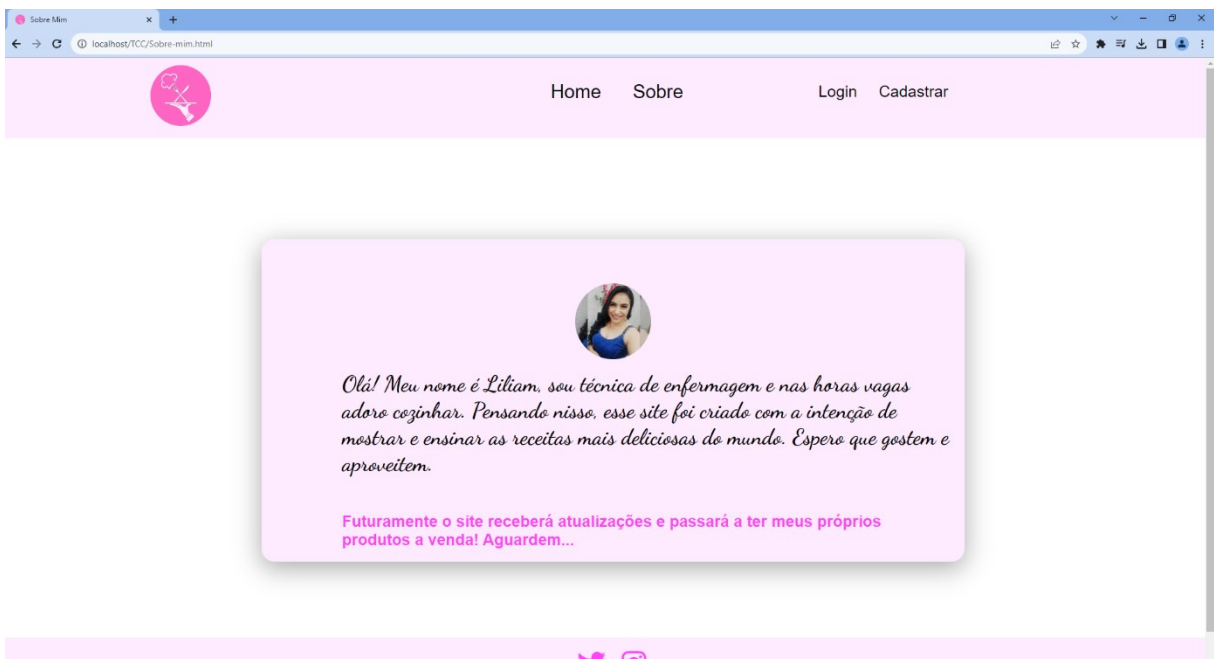 Sobre Mim
localhost/TCC/Sobre-mim.html
Home Sobre Login Cadastrar
Olá! Meu nome é Liliam, sou técnica de enfermagem e nas horas vagas
adoro cozinhar. Pensando nisso, esse site foi criado com a intenção de
mostrar e ensinar as receitas mais deliciosas do mundo. Espero que gostem e
aproveitem.
Futuramente o site receberá atualizações e passará a ter meus próprios
produtos a venda! Aguardem...